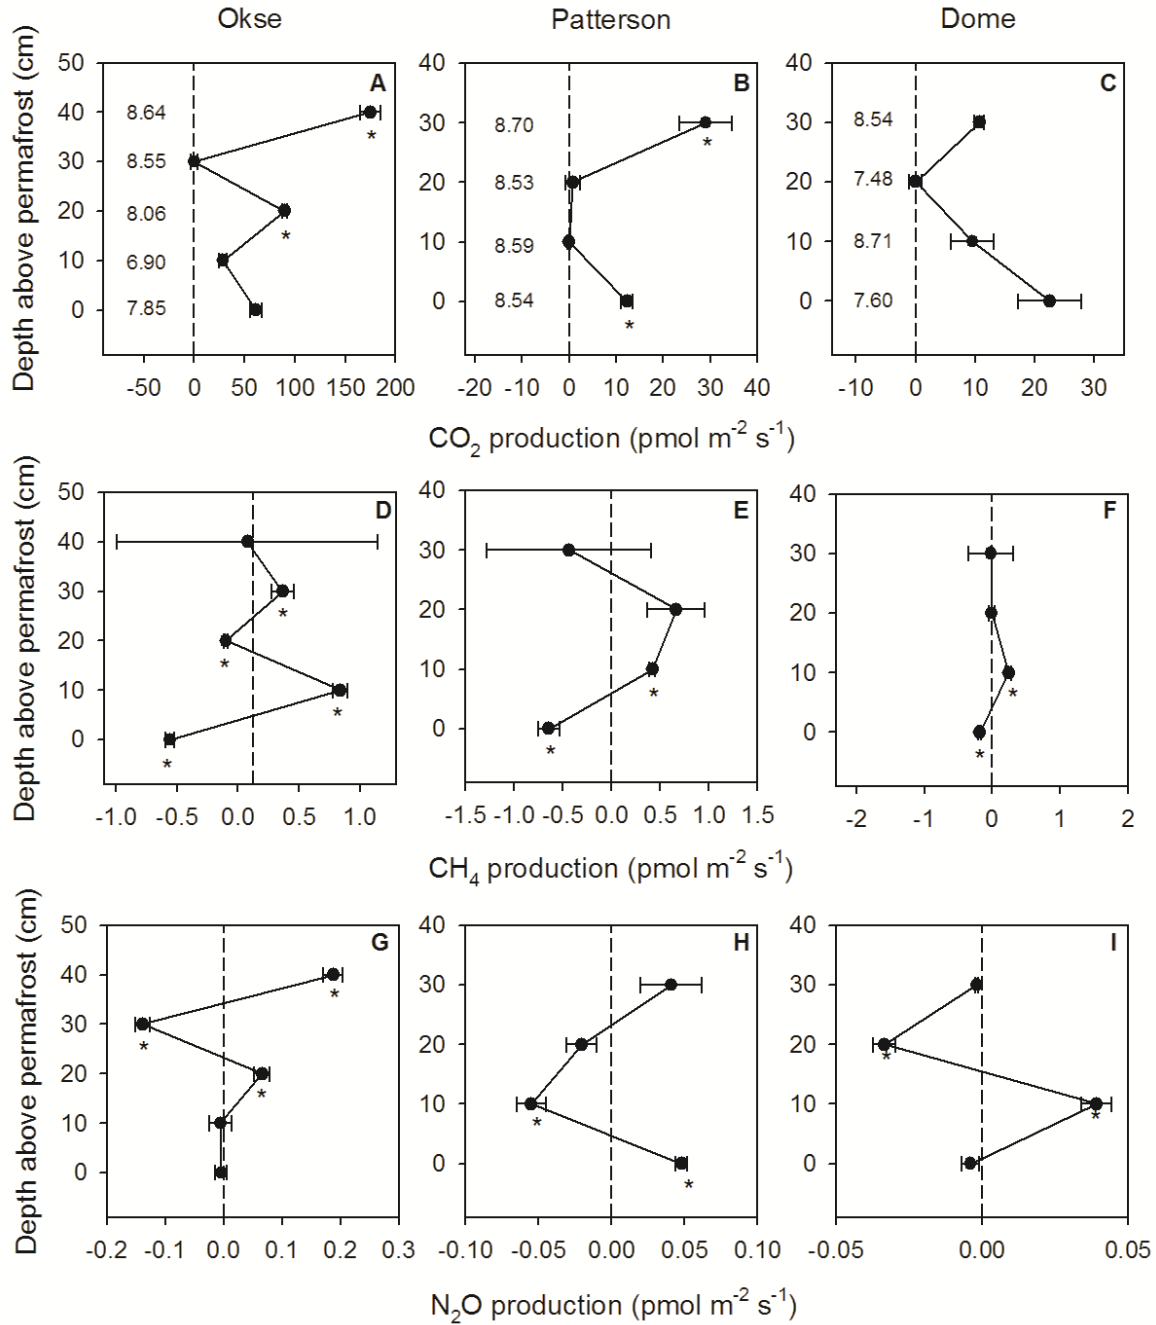 Okse Patterson Dome
Depth above permafrost (cm)
50 40 30 20 10 0
A
8.64
8.55
8.06
6.90
7.85
*
*
-50 0 50 100 150 200
40 30 20 10 0
B
8.70
8.53
8.59
8.54
*
*
-20 -10 0 10 20 30 40
40 30 20 10 0
C
8.54
7.48
8.71
7.60
-10 0 10 20 30
CO2 production (pmol m-2 s-1)
Depth above permafrost (cm)
50 40 30 20 10 0
D
*
*
*
*
-1.0 -0.5 0.0 0.5 1.0
40 30 20 10 0
E
*
*
-1.5 -1.0 -0.5 0.0 0.5 1.0 1.5
40 30 20 10 0
F
*
*
-2 -1 0 1 2
CH4 production (pmol m-2 s-1)
Depth above permafrost (cm)
50 40 30 20 10 0
G
*
*
*
-0.2 -0.1 0.0 0.1 0.2 0.3
40 30 20 10 0
H
*
*
-0.10 -0.05 0.00 0.05 0.10
40 30 20 10 0
I
*
*
-0.05 0.00 0.05
N2O production (pmol m-2 s-1)